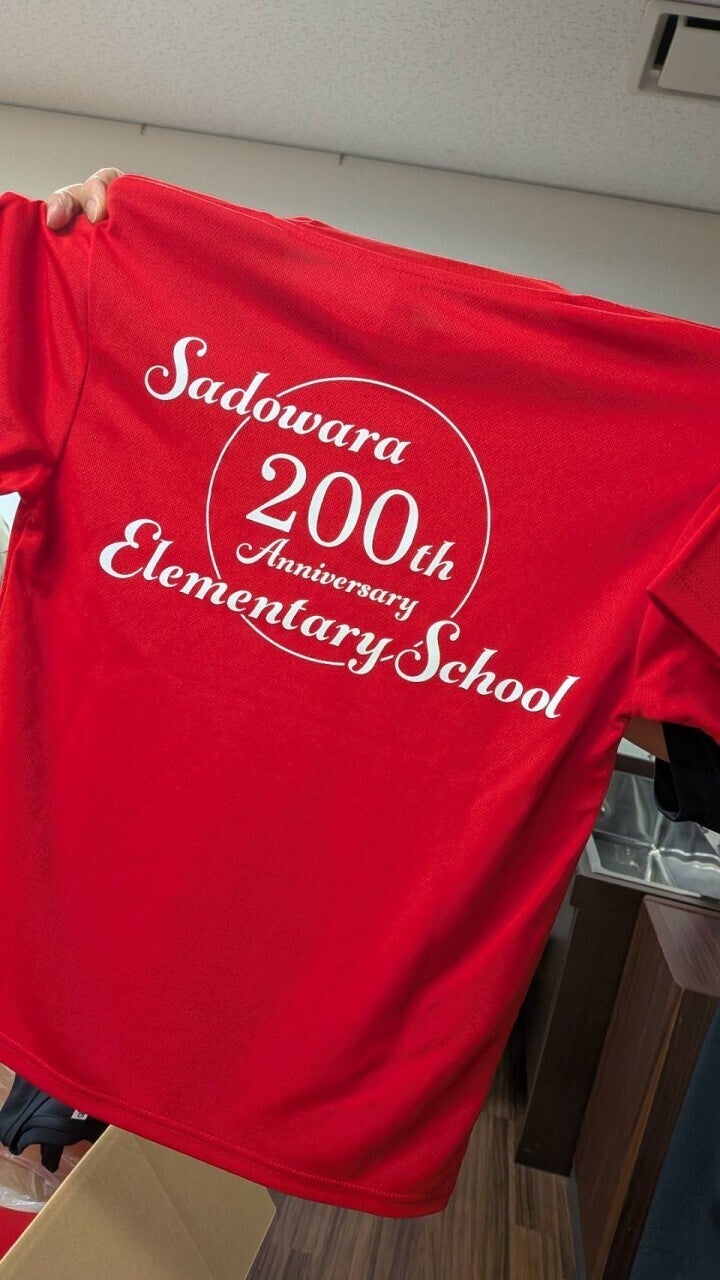 Sadowara
200th
Anniversary
Elementary School